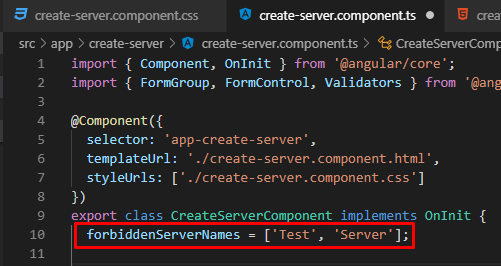 create-server.component.css
create-server.component.ts
src > app > create-server > create-server.component.ts > CreateServerComp
1 import { Component, OnInit } from '@angular/core';
2 import { FormGroup, FormControl, Validators } from '@an
3
4 @Component({
5 selector: 'app-create-server',
6 templateUrl: './create-server.component.html',
7 styleUrls: ['./create-server.component.css']
8 })
9 export class CreateServerComponent implements OnInit {
10 forbiddenServerNames = ['Test', 'Server'];
11